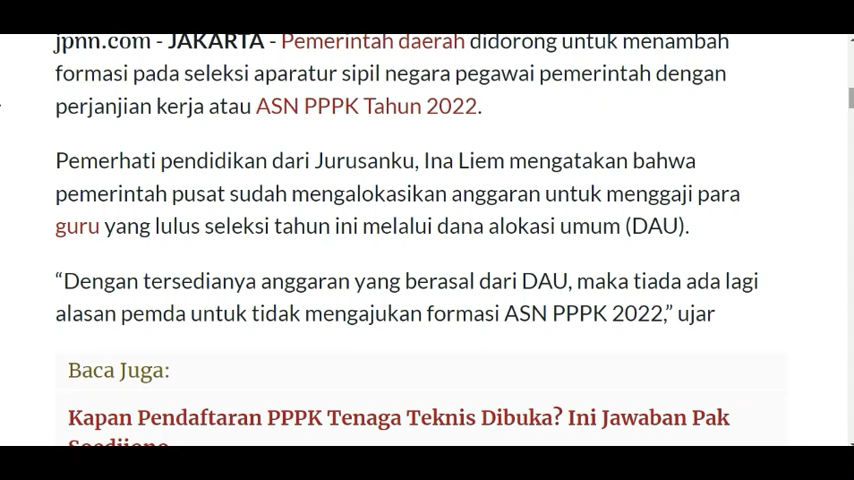 jpnn.com - JAKARTA - Pemerintah daerah didorong untuk menambah
formasi pada seleksi aparatur sipil negara pegawai pemerintah dengan
perjanjian kerja atau ASN PPPK Tahun 2022.
Pemerhati pendidikan dari Jurusanku, Ina Liem mengatakan bahwa
pemerintah pusat sudah mengalokasikan anggaran untuk menggaji para
guru yang lulus seleksi tahun ini melalui dana alokasi umum (DAU).
“Dengan tersedianya anggaran yang berasal dari DAU, maka tiada ada lagi
alasan pemda untuk tidak mengajukan formasi ASN PPPK 2022,” ujar
Baca Juga:
Kapan Pendaftaran PPPK Tenaga Teknis Dibuka? Ini Jawaban Pak